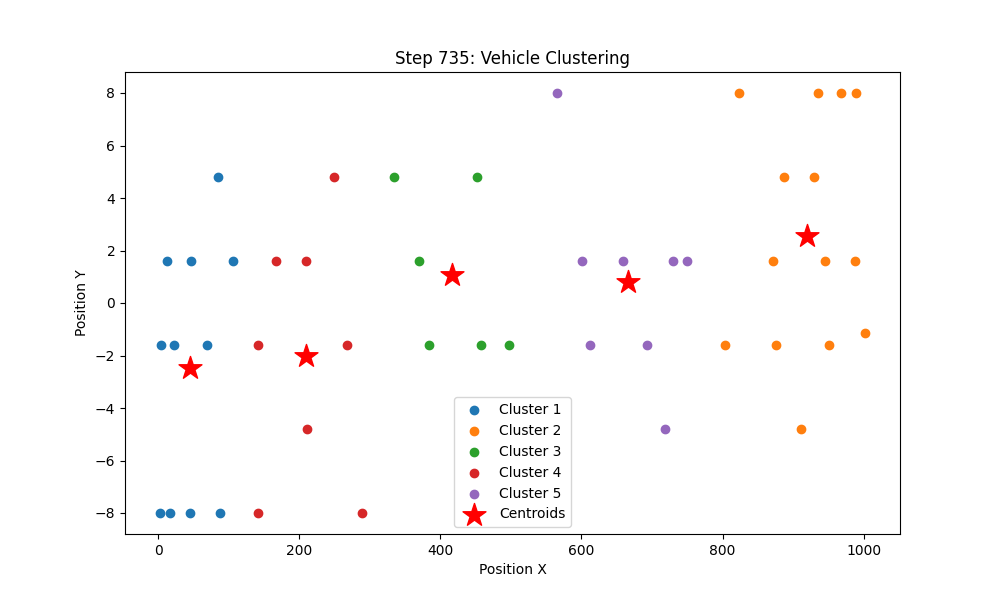 Step 735: Vehicle Clustering
Position Y
8
6
4
2
0
−2
−4
−6
−8
0
200
400
600
800
1000
Position X
Cluster 1
Cluster 2
Cluster 3
Cluster 4
Cluster 5
Centroids